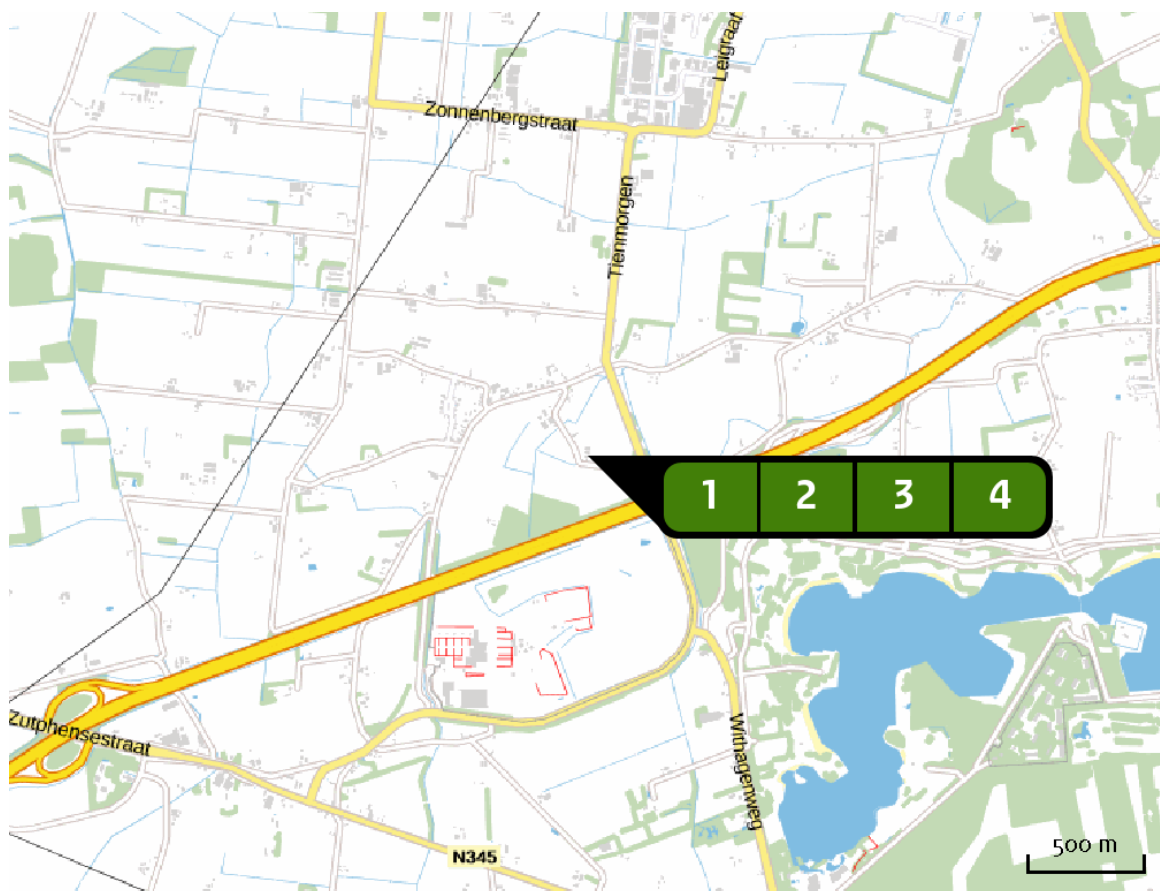 Leigraaf
Zonnenbergstraat
Tienmorgen
1 2 3 4
Zutphensestraat
Withagenweg
N345
500 m